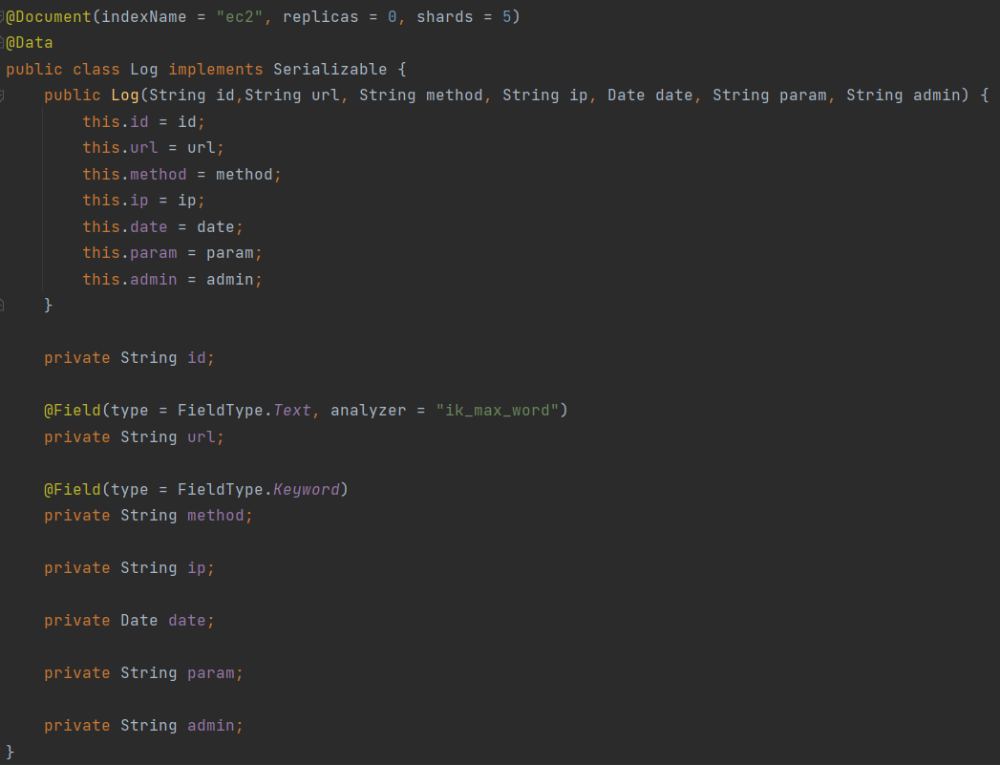 @Document(indexName = "ec2", replicas = 0, shards = 5)
@Data
public class Log implements Serializable {
    public Log(String id,String url, String method, String ip, Date date, String param, String admin) {
        this.id = id;
        this.url = url;
        this.method = method;
        this.ip = ip;
        this.date = date;
        this.param = param;
        this.admin = admin;
    }
    private String id;
    @Field(type = FieldType.Text, analyzer = "ik_max_word")
    private String url;
    @Field(type = FieldType.Keyword)
    private String method;
    private String ip;
    private Date date;
    private String param;
    private String admin;
}